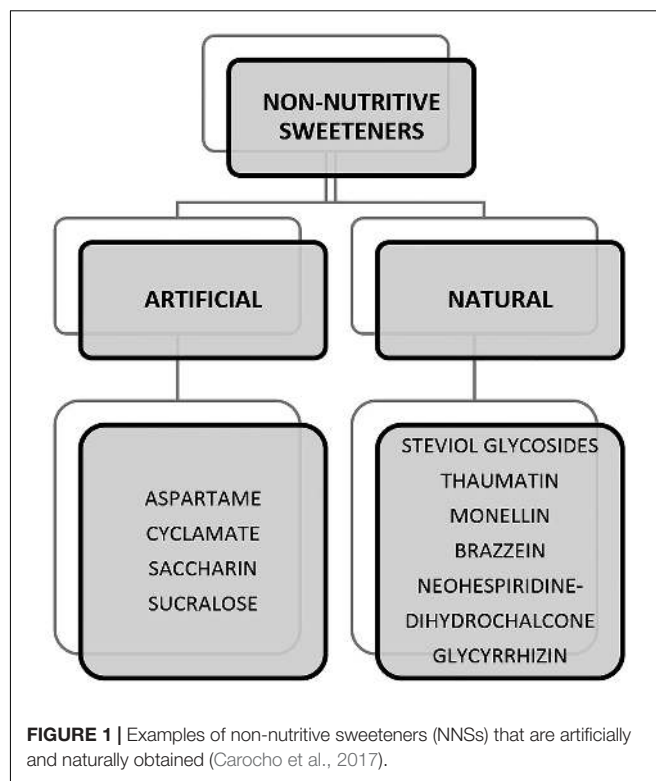 NON-NUTRITIVE
SWEETENERS
ARTIFICIAL
NATURAL
ASPARTAME
CYCLAMATE
SACCHARIN
SUCRALOSE
STEVIOL GLYCOSIDES
THAUMATIN
MONELLIN
BRAZZEIN
NEOHESPIRIDINE-
DIHYDROCHALCONE
GLYCYRRHIZIN
FIGURE 1 | Examples of non-nutritive sweeteners (NNSs) that are artificially
and naturally obtained (Carocho et al., 2017).